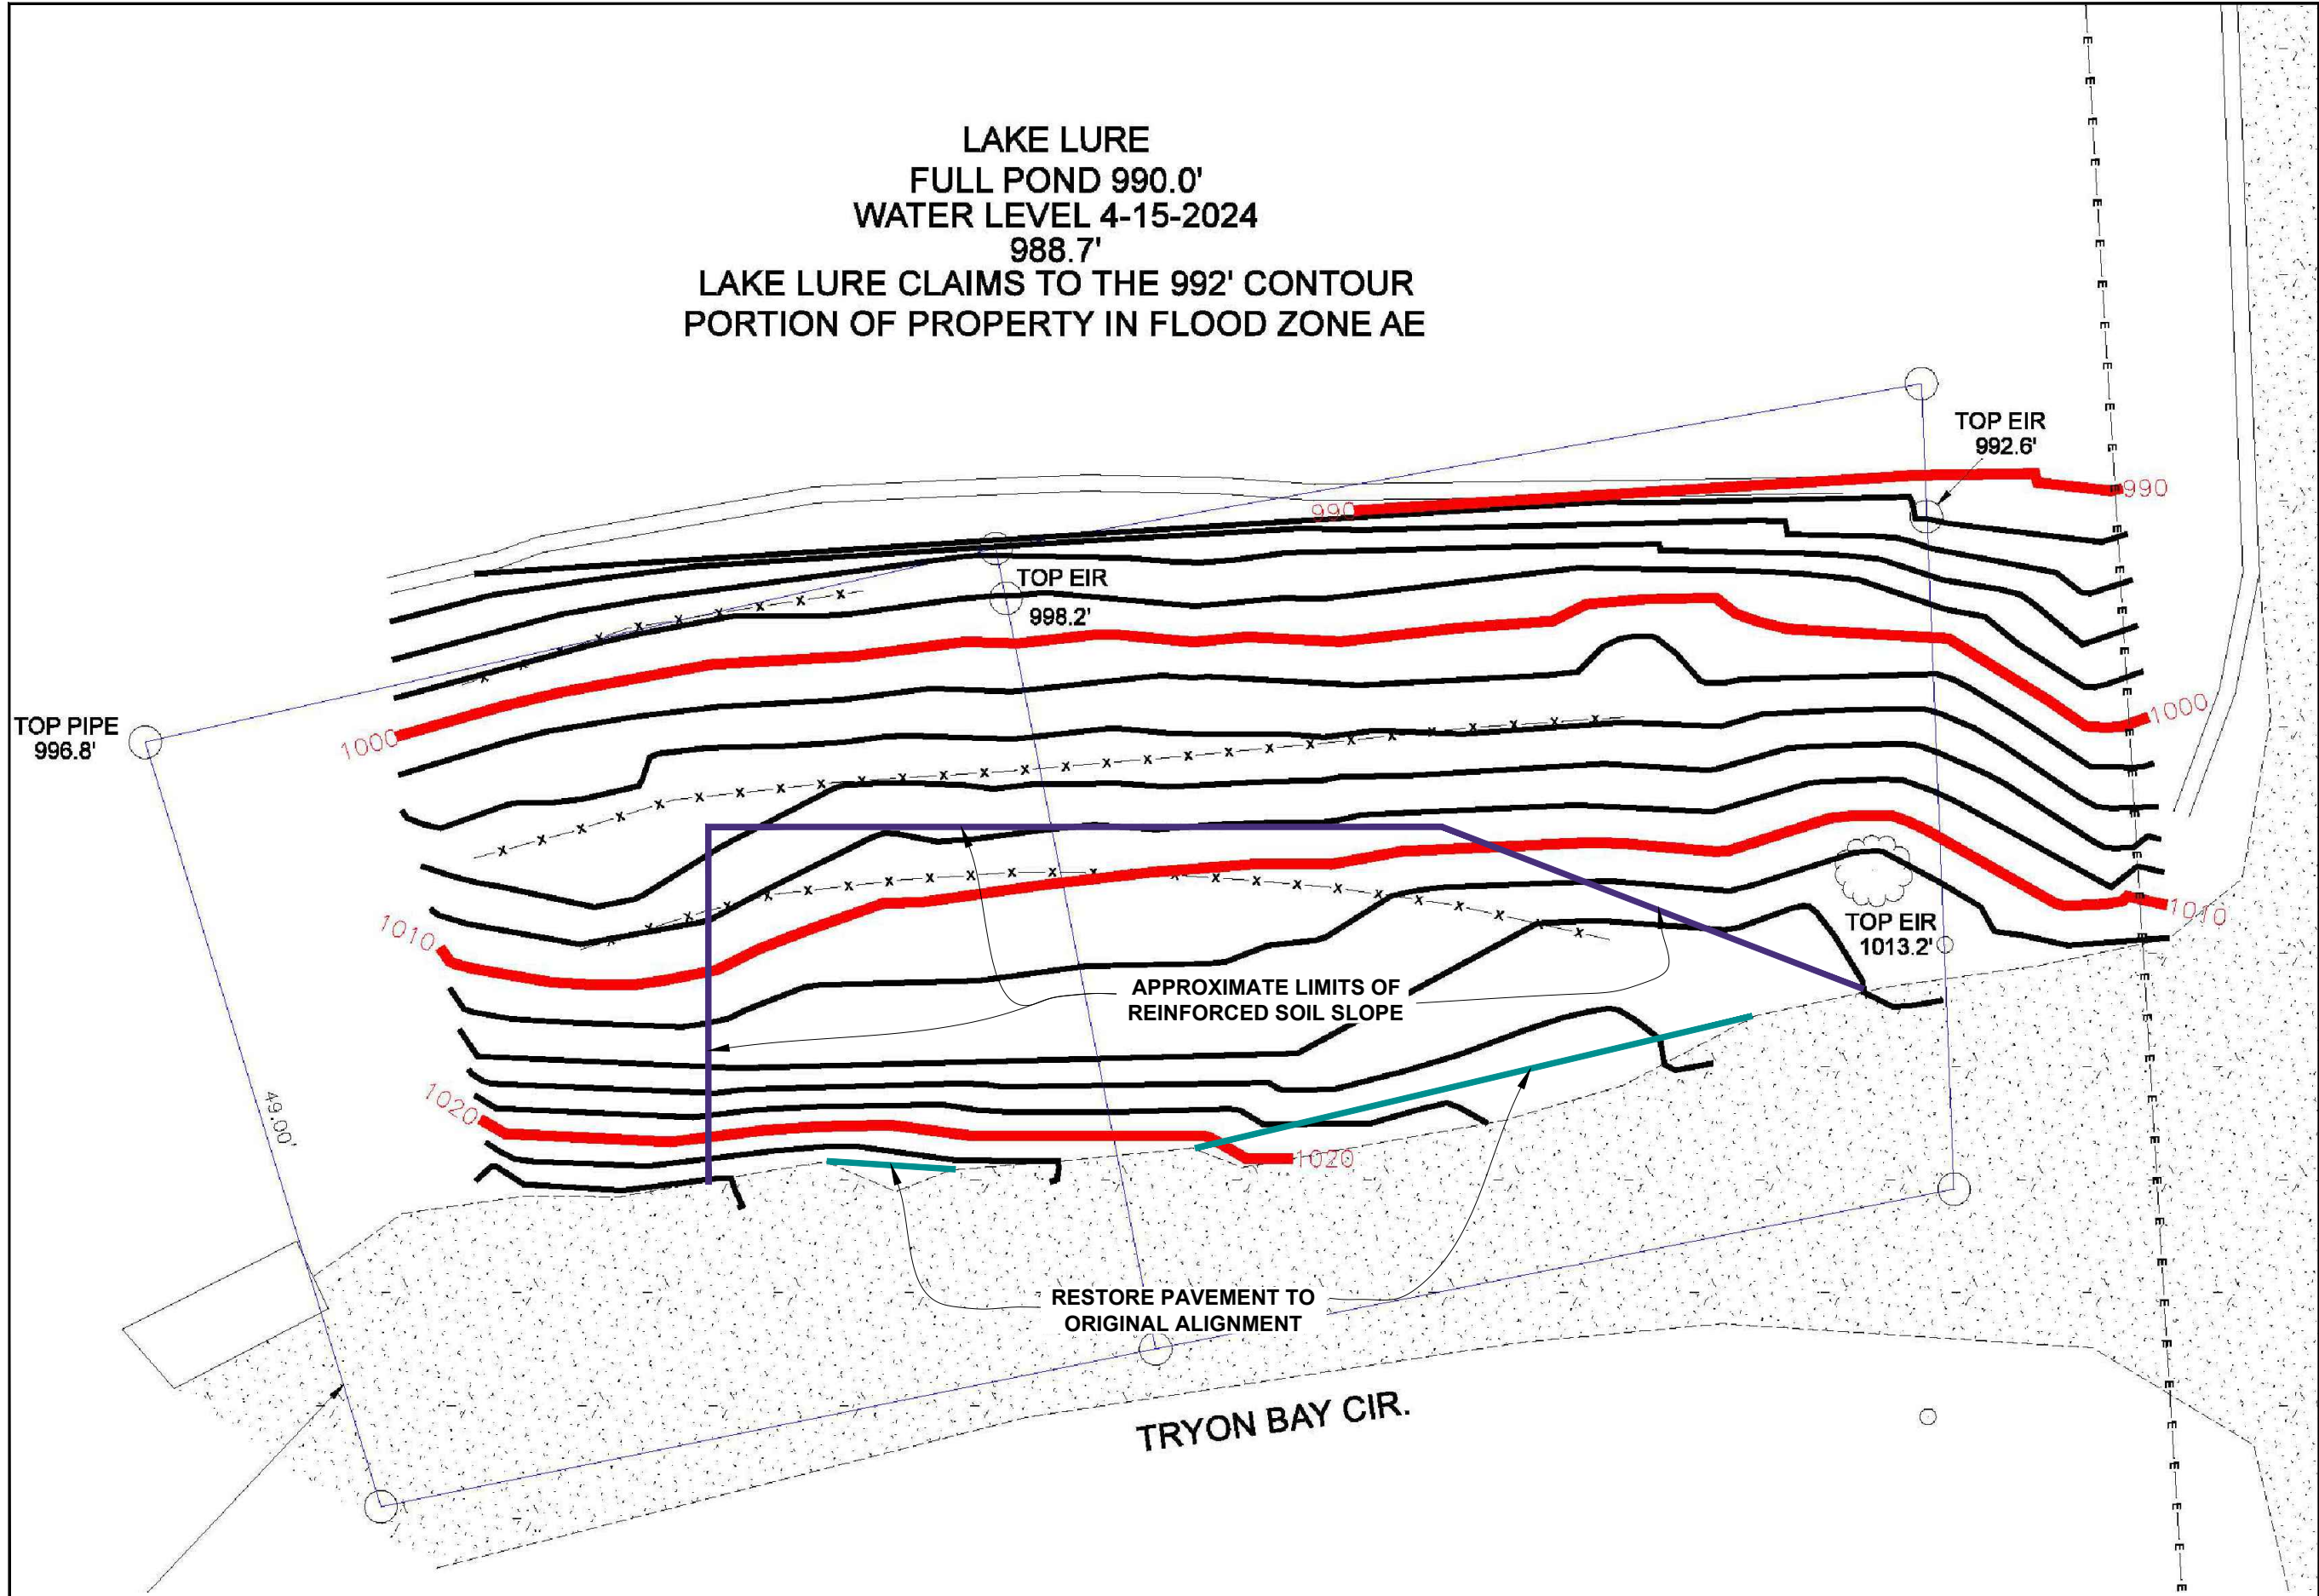 LAKE LURE
FULL POND 990.0'
WATER LEVEL 4-15-2024
988.7'
LAKE LURE CLAIMS TO THE 992' CONTOUR
PORTION OF PROPERTY IN FLOOD ZONE AE
TOP EIR
992.6'
990
990
TOP EIR
998.2'
TOP PIPE
996.8'
1000
1000
1010
1010
TOP EIR
1013.2'
APPROXIMATE LIMITS OF
REINFORCED SOIL SLOPE
1020
1020
49.00'
RESTORE PAVEMENT TO
ORIGINAL ALIGNMENT
TRYON BAY CIR.